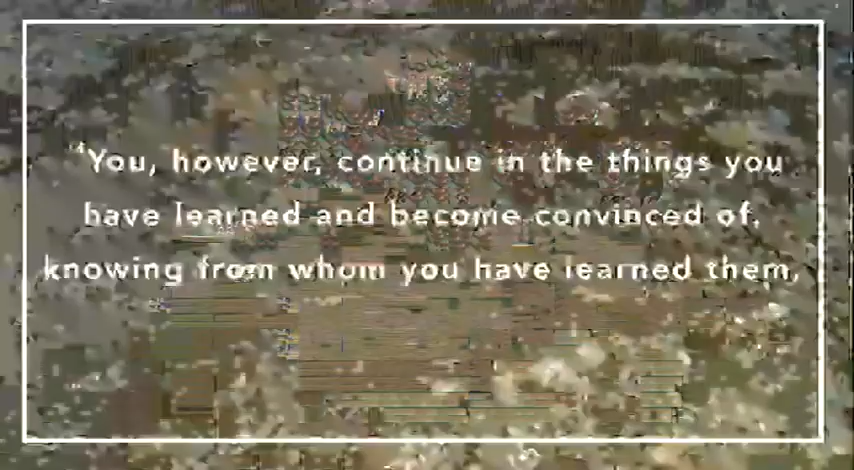 "You, however, continue in the things you
have learned and become convinced of,
knowing from whom you have learned them,